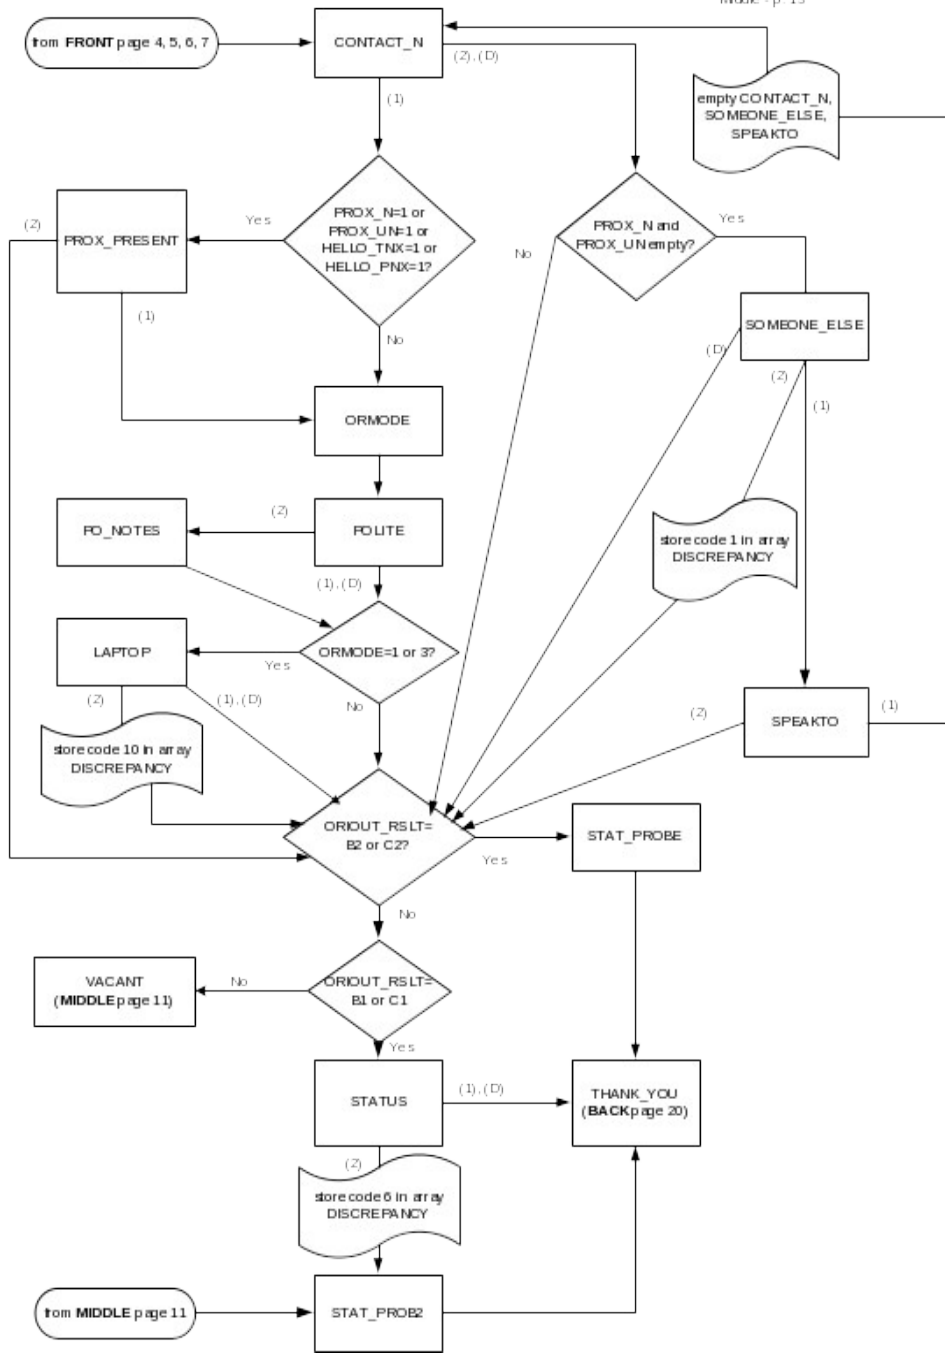 Middle - p. 13
from FRONT page 4, 5, 6, 7
CONTACT_N
(2), (D)
(1)
empty CONTACT_N,
SOMEONE_ELSE,
SPEAKTO
(2)
PROX_PRESENT
Yes
PROX_N=1 or
PROX_UN=1 or
HELLO_TNX=1 or
HELLO_PNX=1?
No
PROX_N and
PROX_UN empty?
Yes
No
(1)
SOMEONE_ELSE
(D)
(2)
(1)
ORMODE
PO_NOTES
(2)
POLITE
(1), (D)
store code 1 in array
DISCREPANCY
LAPTOP
Yes
ORMODE=1 or 3?
No
(2)
(1), (D)
store code 10 in array
DISCREPANCY
(2)
SPEAKTO
(1)
ORIOUT_RSLT=
B2 or C2?
Yes
STAT_PROBE
No
VACANT
(MIDDLE page 11)
No
ORIOUT_RSLT=
B1 or C1
Yes
STATUS
(1), (D)
THANK_YOU
(BACK page 20)
(2)
store code 6 in array
DISCREPANCY
from MIDDLE page 11
STAT_PROB2